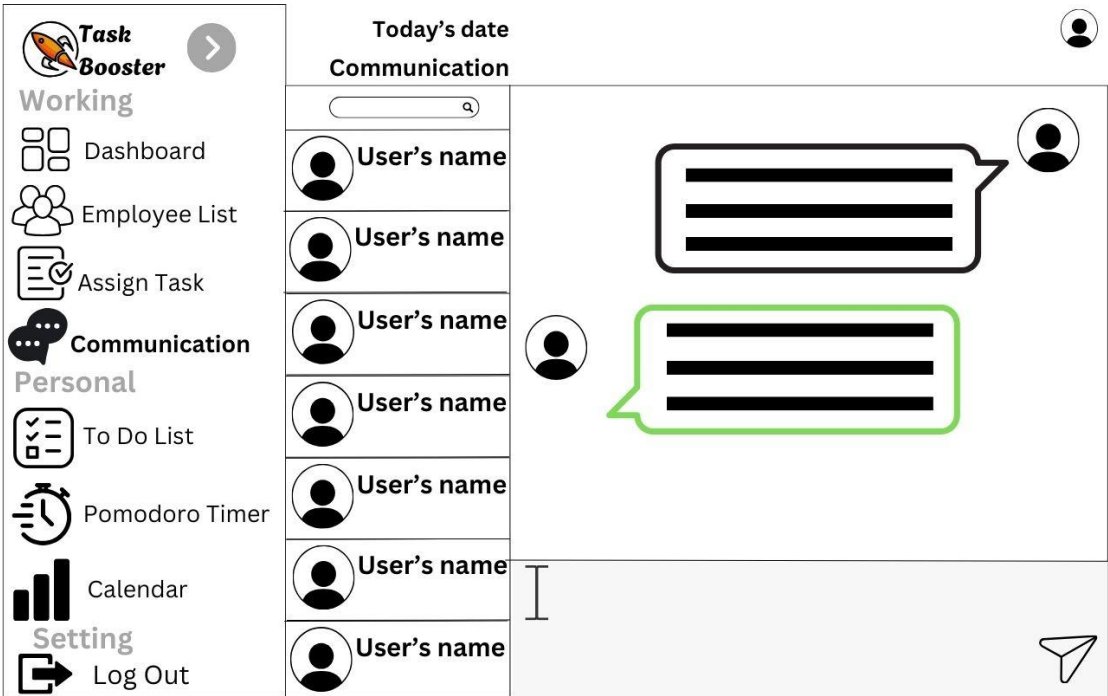 Task
Booster
Working
Dashboard
Employee List
Assign Task
Communication
Personal
To Do List
Pomodoro Timer
Calendar
Setting
Log Out
Today’s date
Communication
User’s name
User’s name
User’s name
User’s name
User’s name
User’s name
User’s name